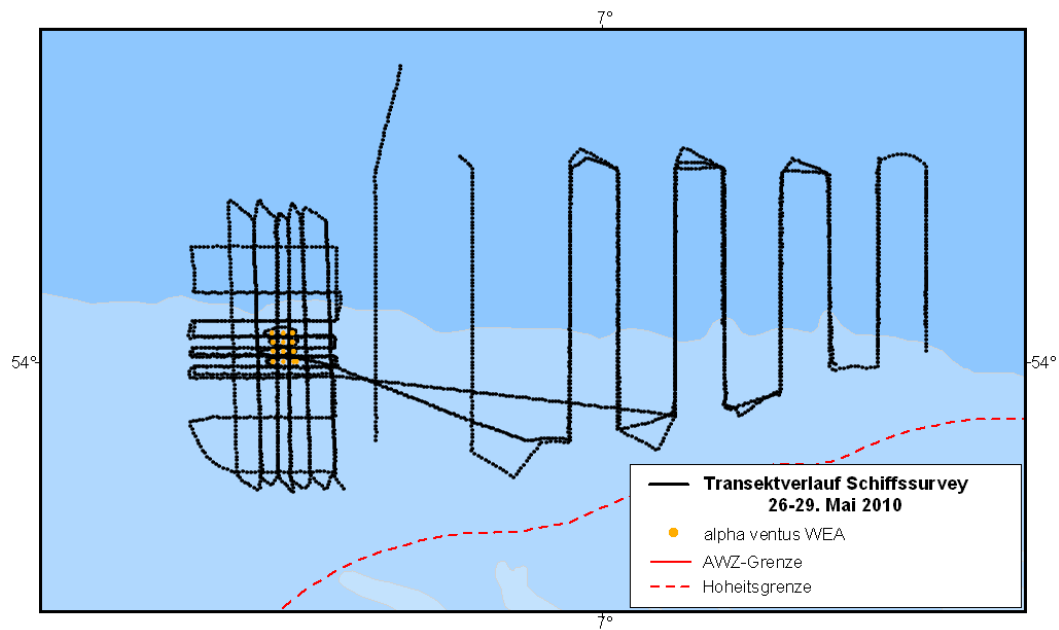 7°
54°
54°
Transektverlauf Schiffssurvey
26-29. Mai 2010
alpha ventus WEA
AWZ-Grenze
Hoheitsgrenze
7°